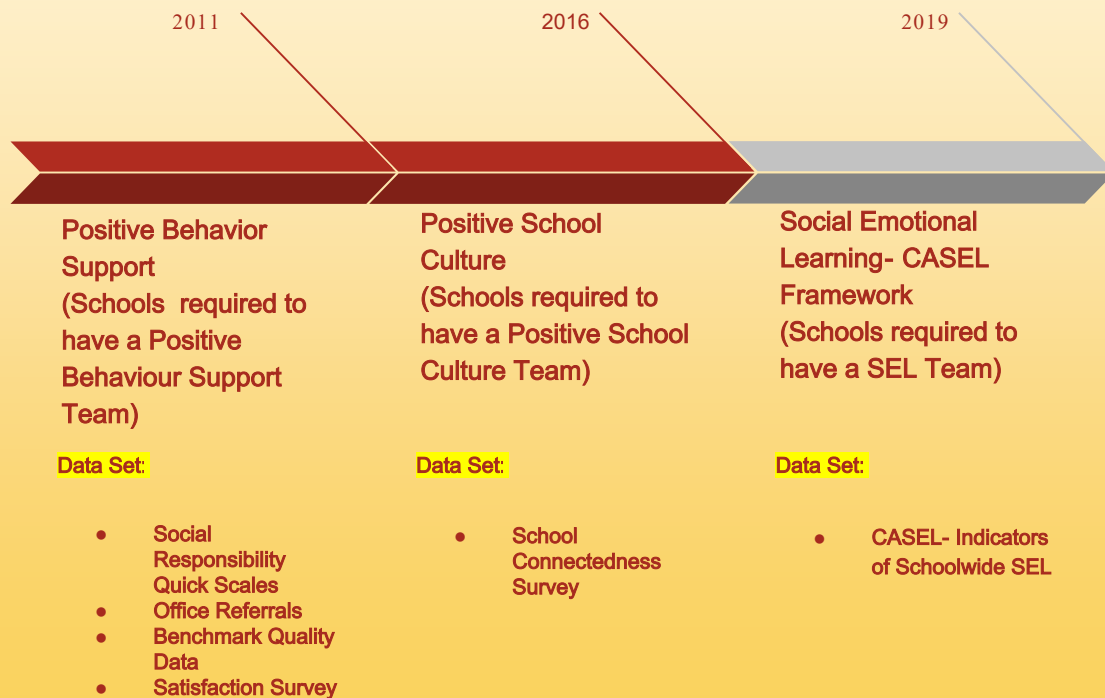 2011
2016
2019
Positive Behavior
Support
(Schools required to
have a Positive
Behaviour Support
Team)
Data Set:
● Social
Responsibility
Quick Scales
● Office Referrals
● Benchmark Quality
Data
● Satisfaction Survey
Positive School
Culture
(Schools required to
have a Positive School
Culture Team)
Data Set:
● School
Connectedness
Survey
Social Emotional
Learning- CASEL
Framework
(Schools required to
have a SEL Team)
Data Set:
● CASEL- Indicators
of Schoolwide SEL